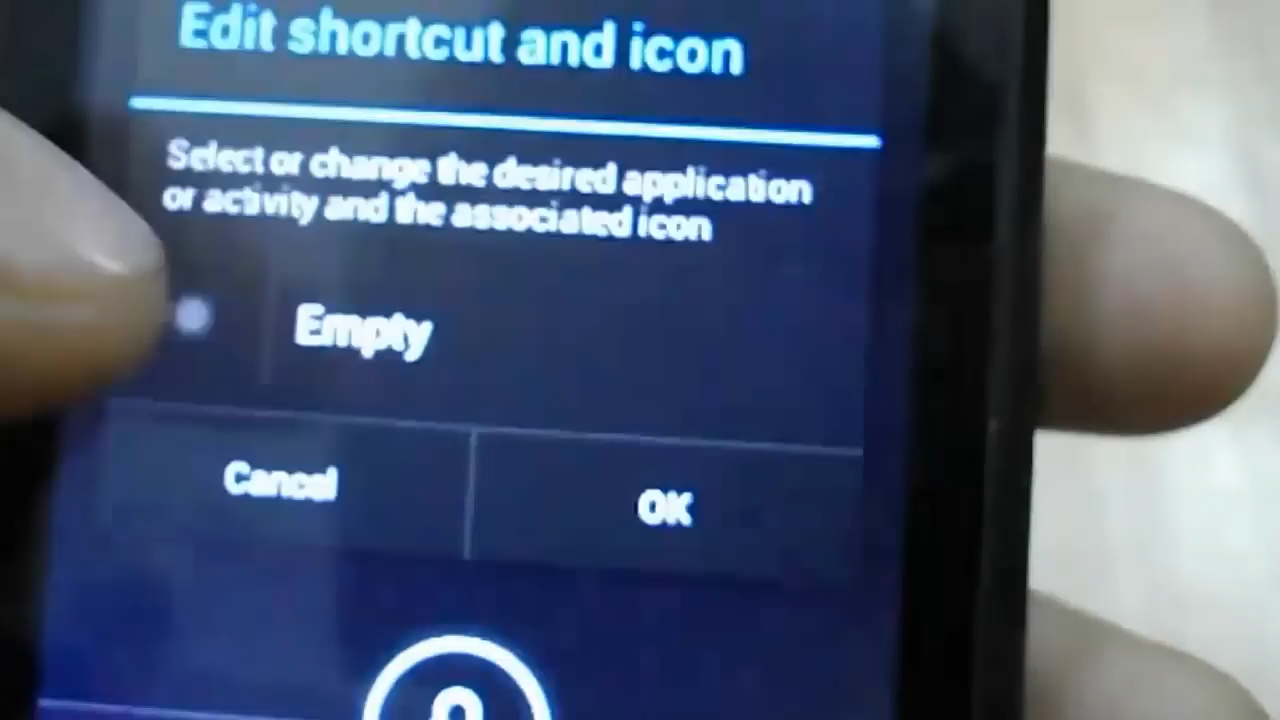 Edit shortcut and icon
Select or change the desired application
or activity and the associated icon
Empty
Cancel
OK